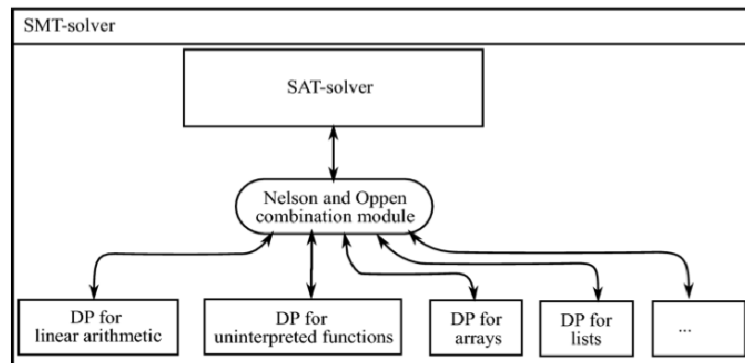 SMT-solver
SAT-solver
Nelson and Oppen
combination module
DP for
linear arithmetic
DP for
uninterpreted functions
DP for
arrays
DP for
lists
...